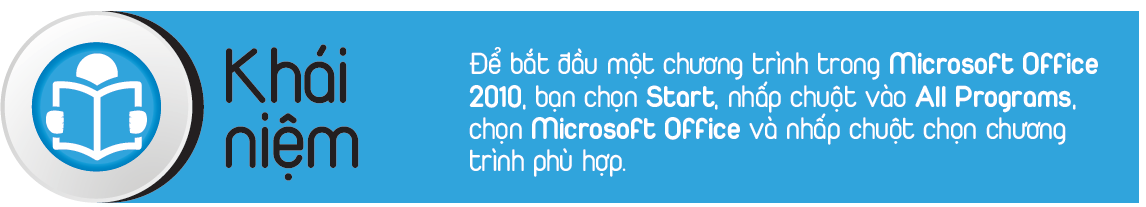 Khái
niệm
Để bắt đầu một chương trình trong Microsoft Office
2010, bạn chọn Start, nhấp chuột vào All Programs,
chọn Microsoft Office và nhấp chuột chọn chương
trình phù hợp.